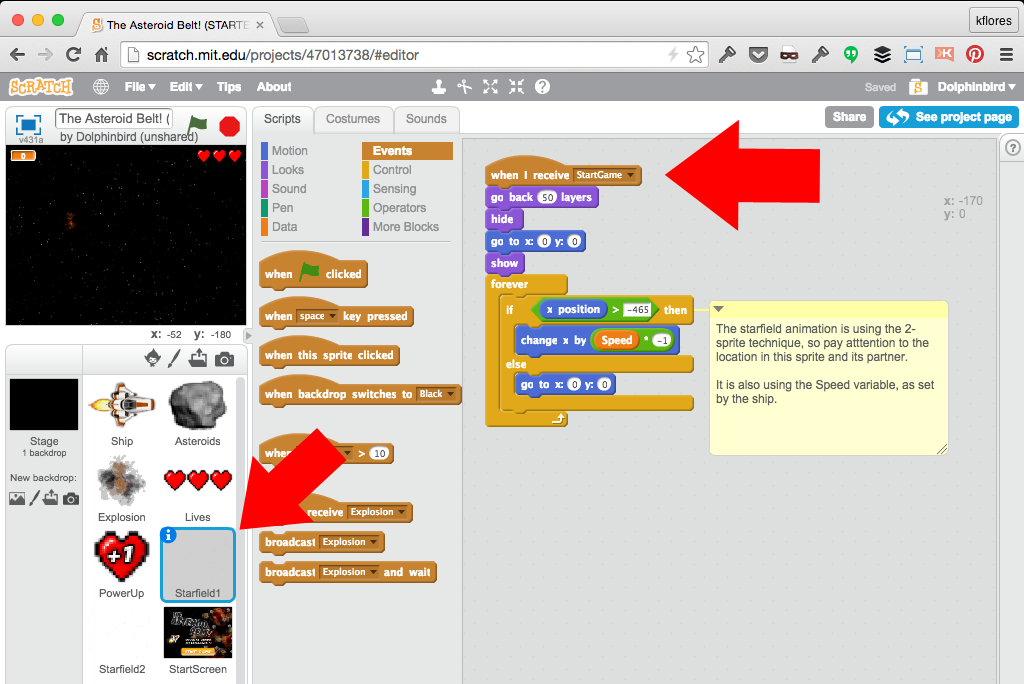 The Asteroid Belt! (STARTE
kflores
scratch.mit.edu/projects/47013738/#editor
SCRATCH
File
Edit
Tips
About
Saved
Dolphinbird
v431a
The Asteroid Belt! (
by Dolphinbird (unshared)
Scripts
Costumes
Sounds
Share
See project page
0
Motion
Events
Looks
Control
Sound
Sensing
Pen
Operators
Data
More Blocks
when clicked
when space key pressed
when this sprite clicked
when backdrop switches to Black
> 10
receive Explosion
broadcast Explosion
broadcast Explosion and wait
when I receive StartGame
go back 50 layers
hide
go to x: 0 y: 0
show
forever
if x position > -465 then
change x by Speed * -1
else
go to x: 0 y: 0
x: -170
y: 0
The starfield animation is using the 2-
sprite technique, so pay atttention to the
location in this sprite and its partner.
It is also using the Speed variable, as set
by the ship.
x: -52 y: -180
Stage
1 backdrop
New backdrop:
Ship
Asteroids
Explosion
Lives
+1
PowerUp
Starfield1
Starfield2
StartScreen